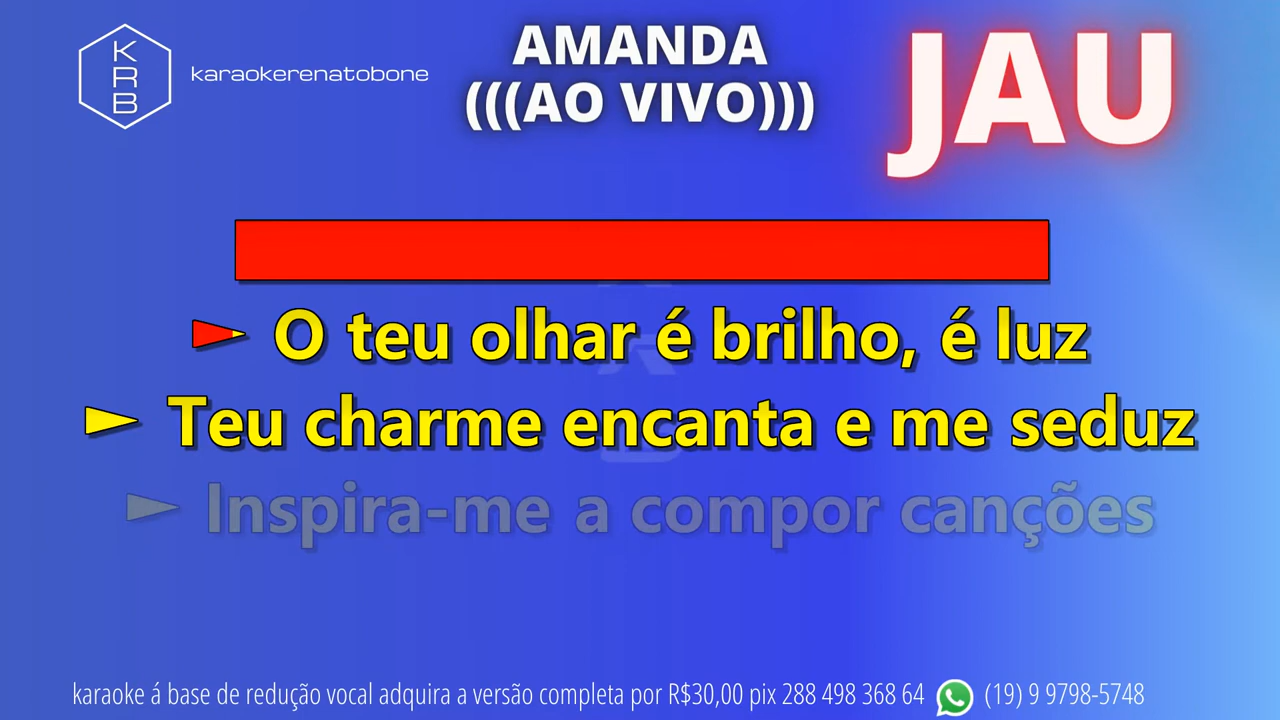 KRB
karaokerenatobone
AMANDA
(((AO VIVO)))
JAU
O teu olhar é brilho, é luz
Teu charme encanta e me seduz
Inspira-me a compor canções
karaoke á base de redução vocal adquira a versão completa por R$30,00 pix 288 498 368 64 (19) 9 9798-5748